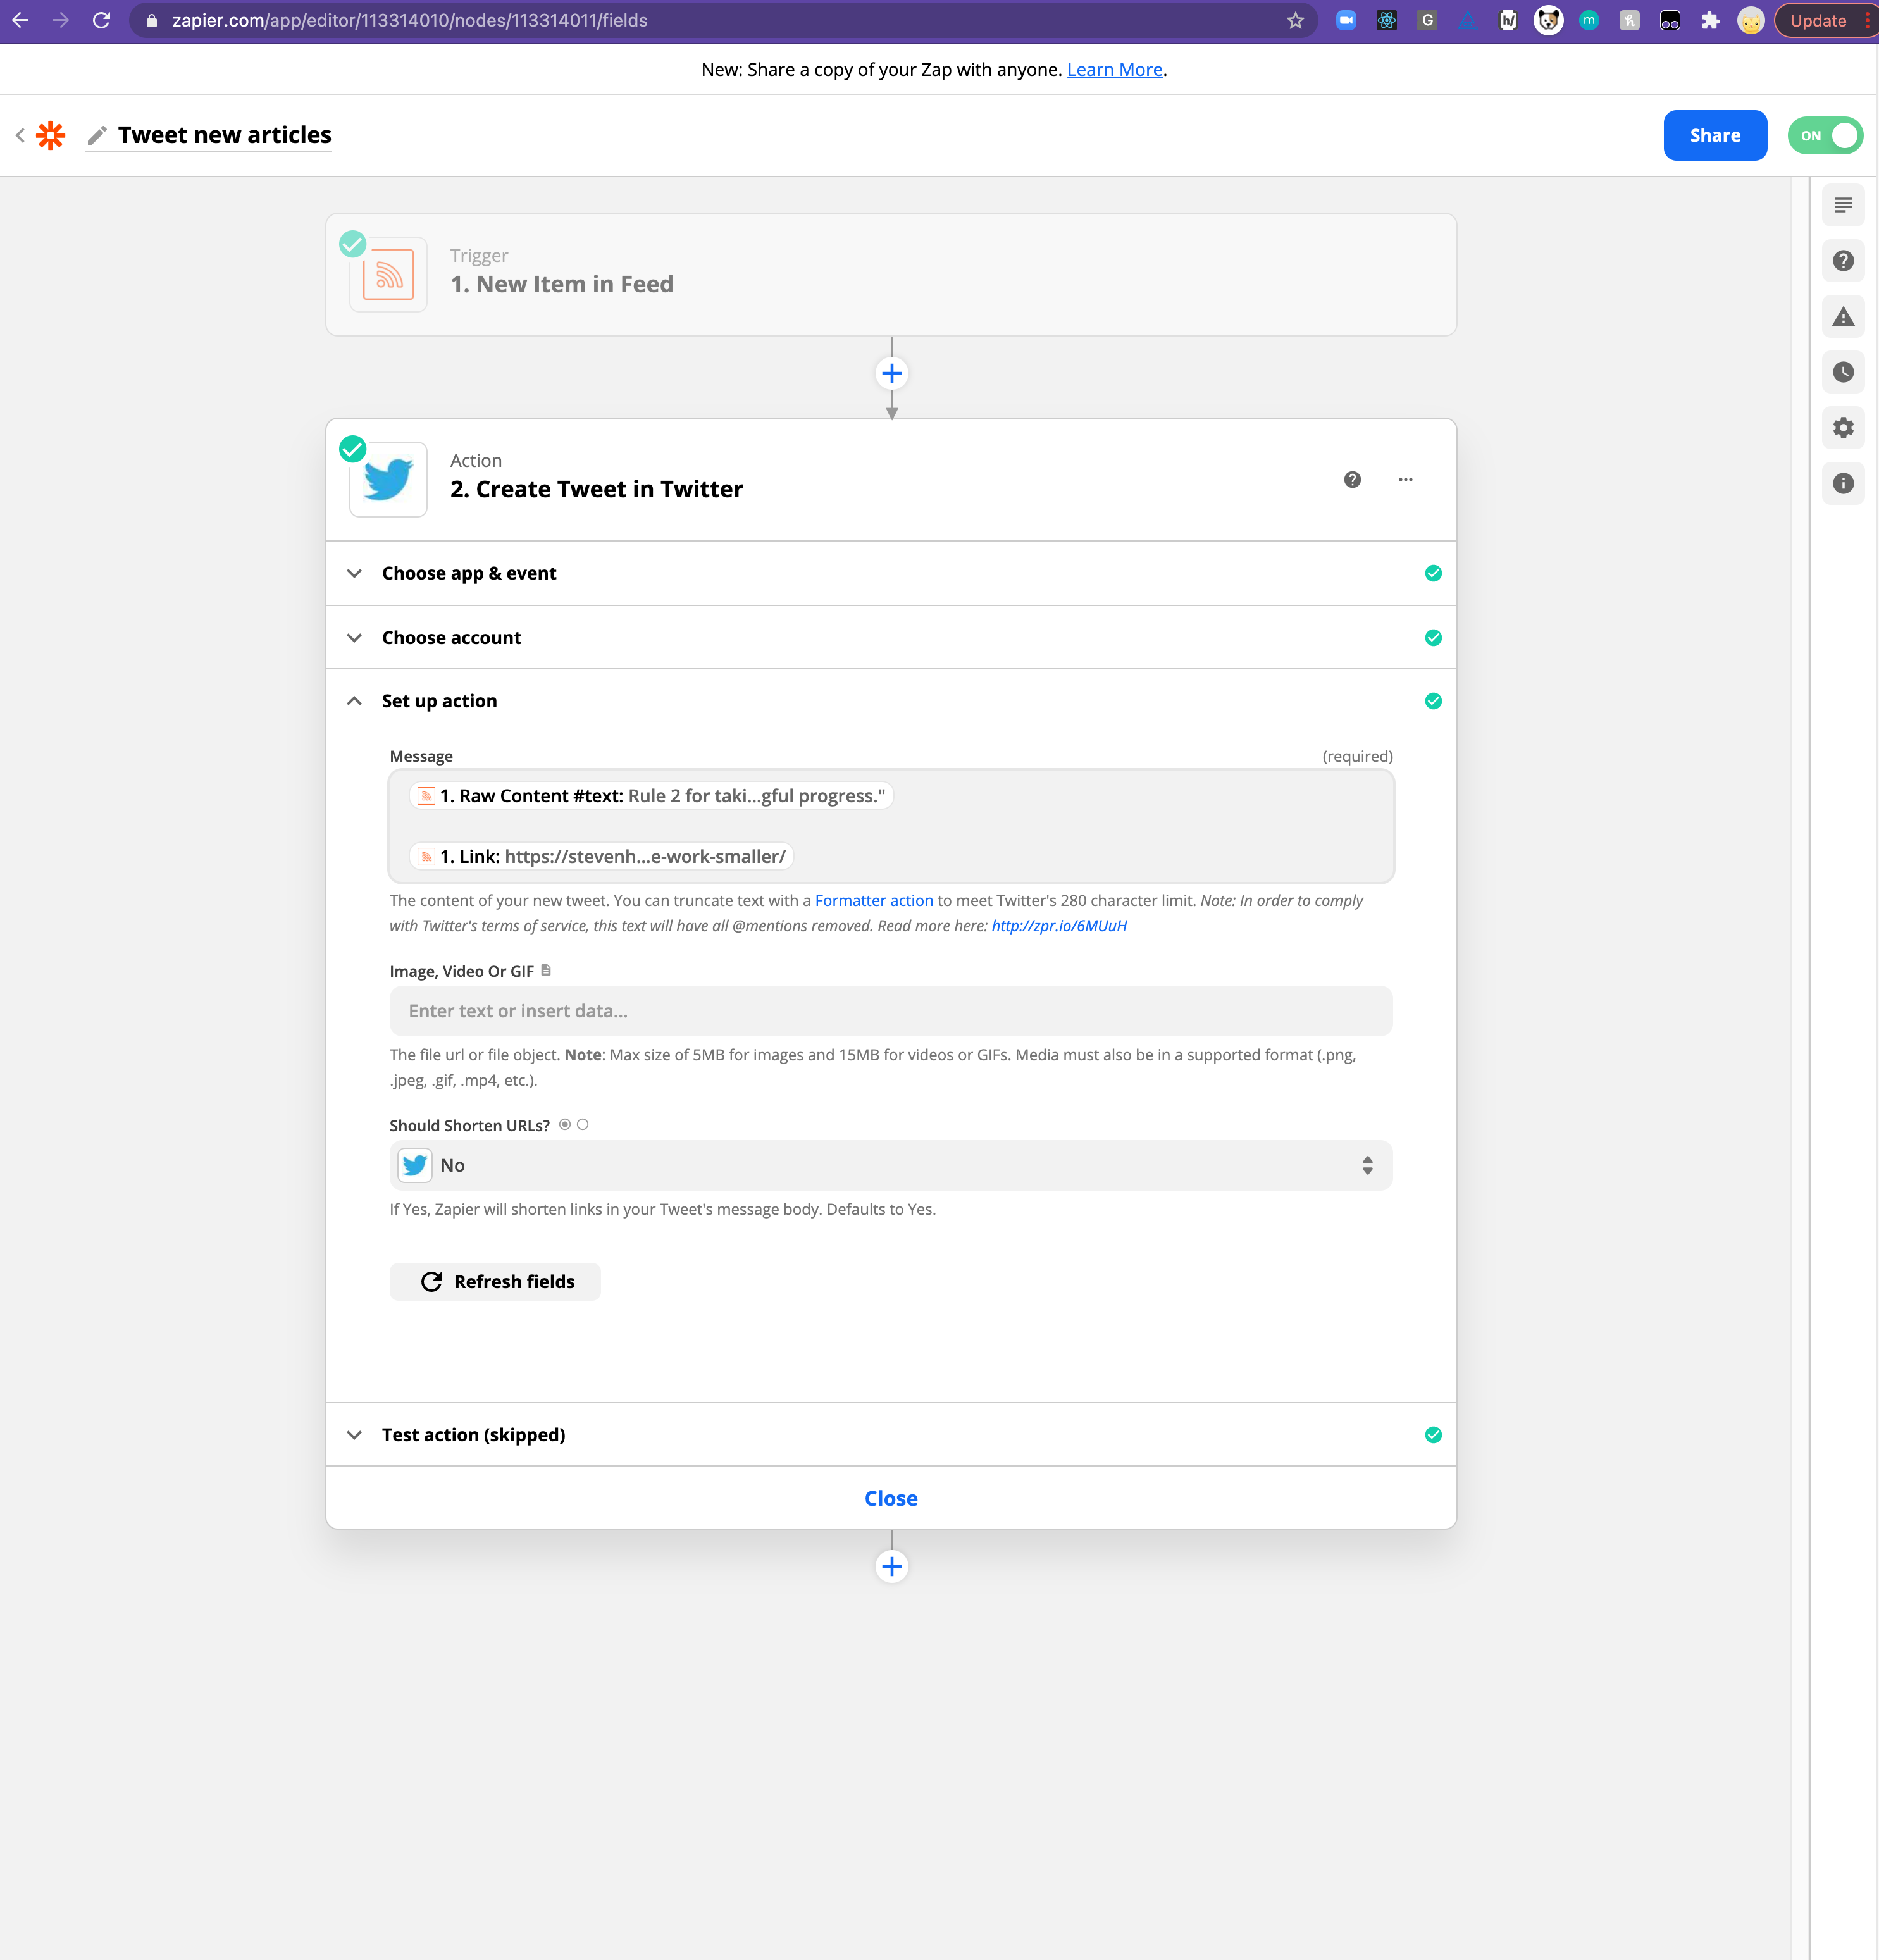 zapier.com/app/editor/113314010/nodes/113314011/fields
G
h/
m
Update
New: Share a copy of your Zap with anyone. Learn More.
Tweet new articles
Share
ON
Trigger
1. New Item in Feed
Action
2. Create Tweet in Twitter
Choose app & event
Choose account
Set up action
Message
(required)
1. Raw Content #text: Rule 2 for taki...gful progress."
1. Link: https://stevenh...e-work-smaller/
The content of your new tweet. You can truncate text with a Formatter action to meet Twitter's 280 character limit. Note: In order to comply
with Twitter's terms of service, this text will have all @mentions removed. Read more here: http://zpr.io/6MUuH
Image, Video Or GIF
Enter text or insert data...
The file url or file object. Note: Max size of 5MB for images and 15MB for videos or GIFs. Media must also be in a supported format (.png,
.jpeg, .gif, .mp4, etc.).
Should Shorten URLs?
No
If Yes, Zapier will shorten links in your Tweet's message body. Defaults to Yes.
Refresh fields
Test action (skipped)
Close